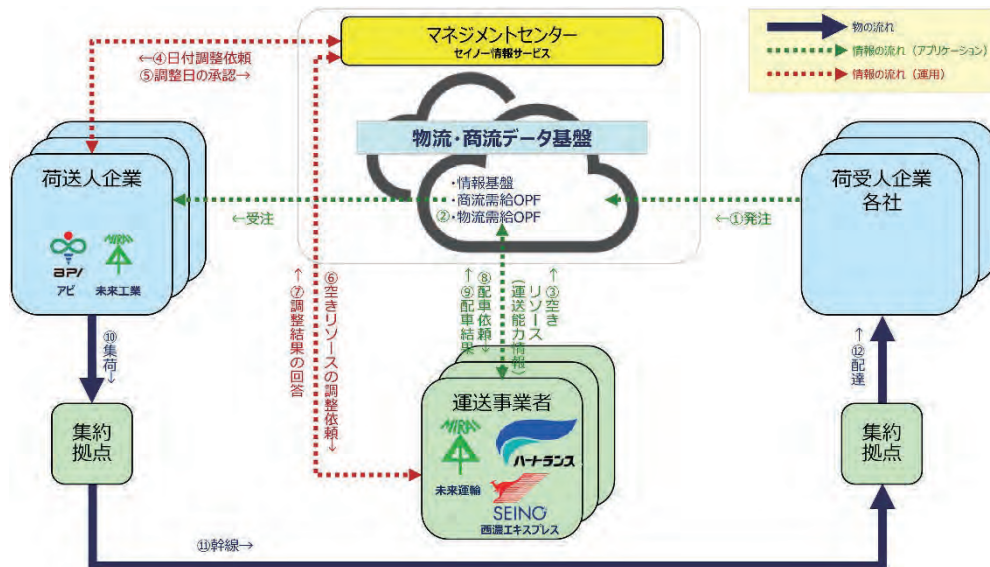 マネジメントセンター
セイノー情報サービス
物の流れ
情報の流れ（アプリケーション）
情報の流れ（運用）
←④日付調整依頼
⑤調整日の承認→
物流・商流データ基盤
・情報基盤
・商流需給OPF
②・物流需給OPF
荷送人企業
API
アピ
MIRAI
未来工業
←受注
←①発注
荷受人企業
各社
↑⑦調整結果の回答
⑥空きリソースの調整依頼↓
↑⑨配車結果
⑧配車依頼↓
（運送能力情報）
リソース
↑③空き
⑩集荷↓
↑⑫配達
集約
拠点
運送事業者
MIRAI
未来運輸
ハートランス
SEINO
西濃エキスプレス
集約
拠点
⑪幹線→